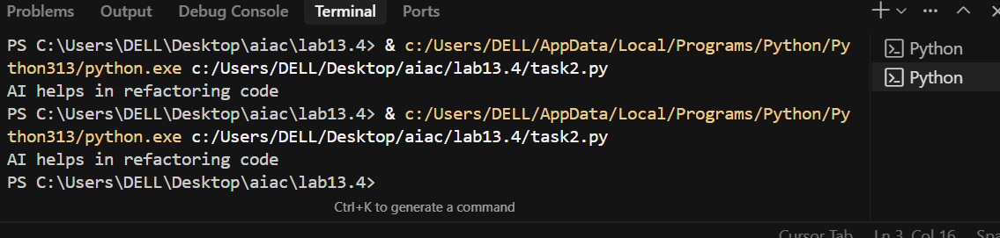 Problems Output Debug Console Terminal Ports
PS C:\Users\DELL\Desktop\aiac\lab13.4> & c:/Users/DELL/AppData/Local/Programs/Python/Py
thon313/python.exe c:/Users/DELL/Desktop/aiac/lab13.4/task2.py
AI helps in refactoring code
PS C:\Users\DELL\Desktop\aiac\lab13.4> & c:/Users/DELL/AppData/Local/Programs/Python/Py
thon313/python.exe c:/Users/DELL/Desktop/aiac/lab13.4/task2.py
AI helps in refactoring code
PS C:\Users\DELL\Desktop\aiac\lab13.4>
Ctrl+K to generate a command
Python
Python
Cursor Tab Ln 3, Col 16 Spa